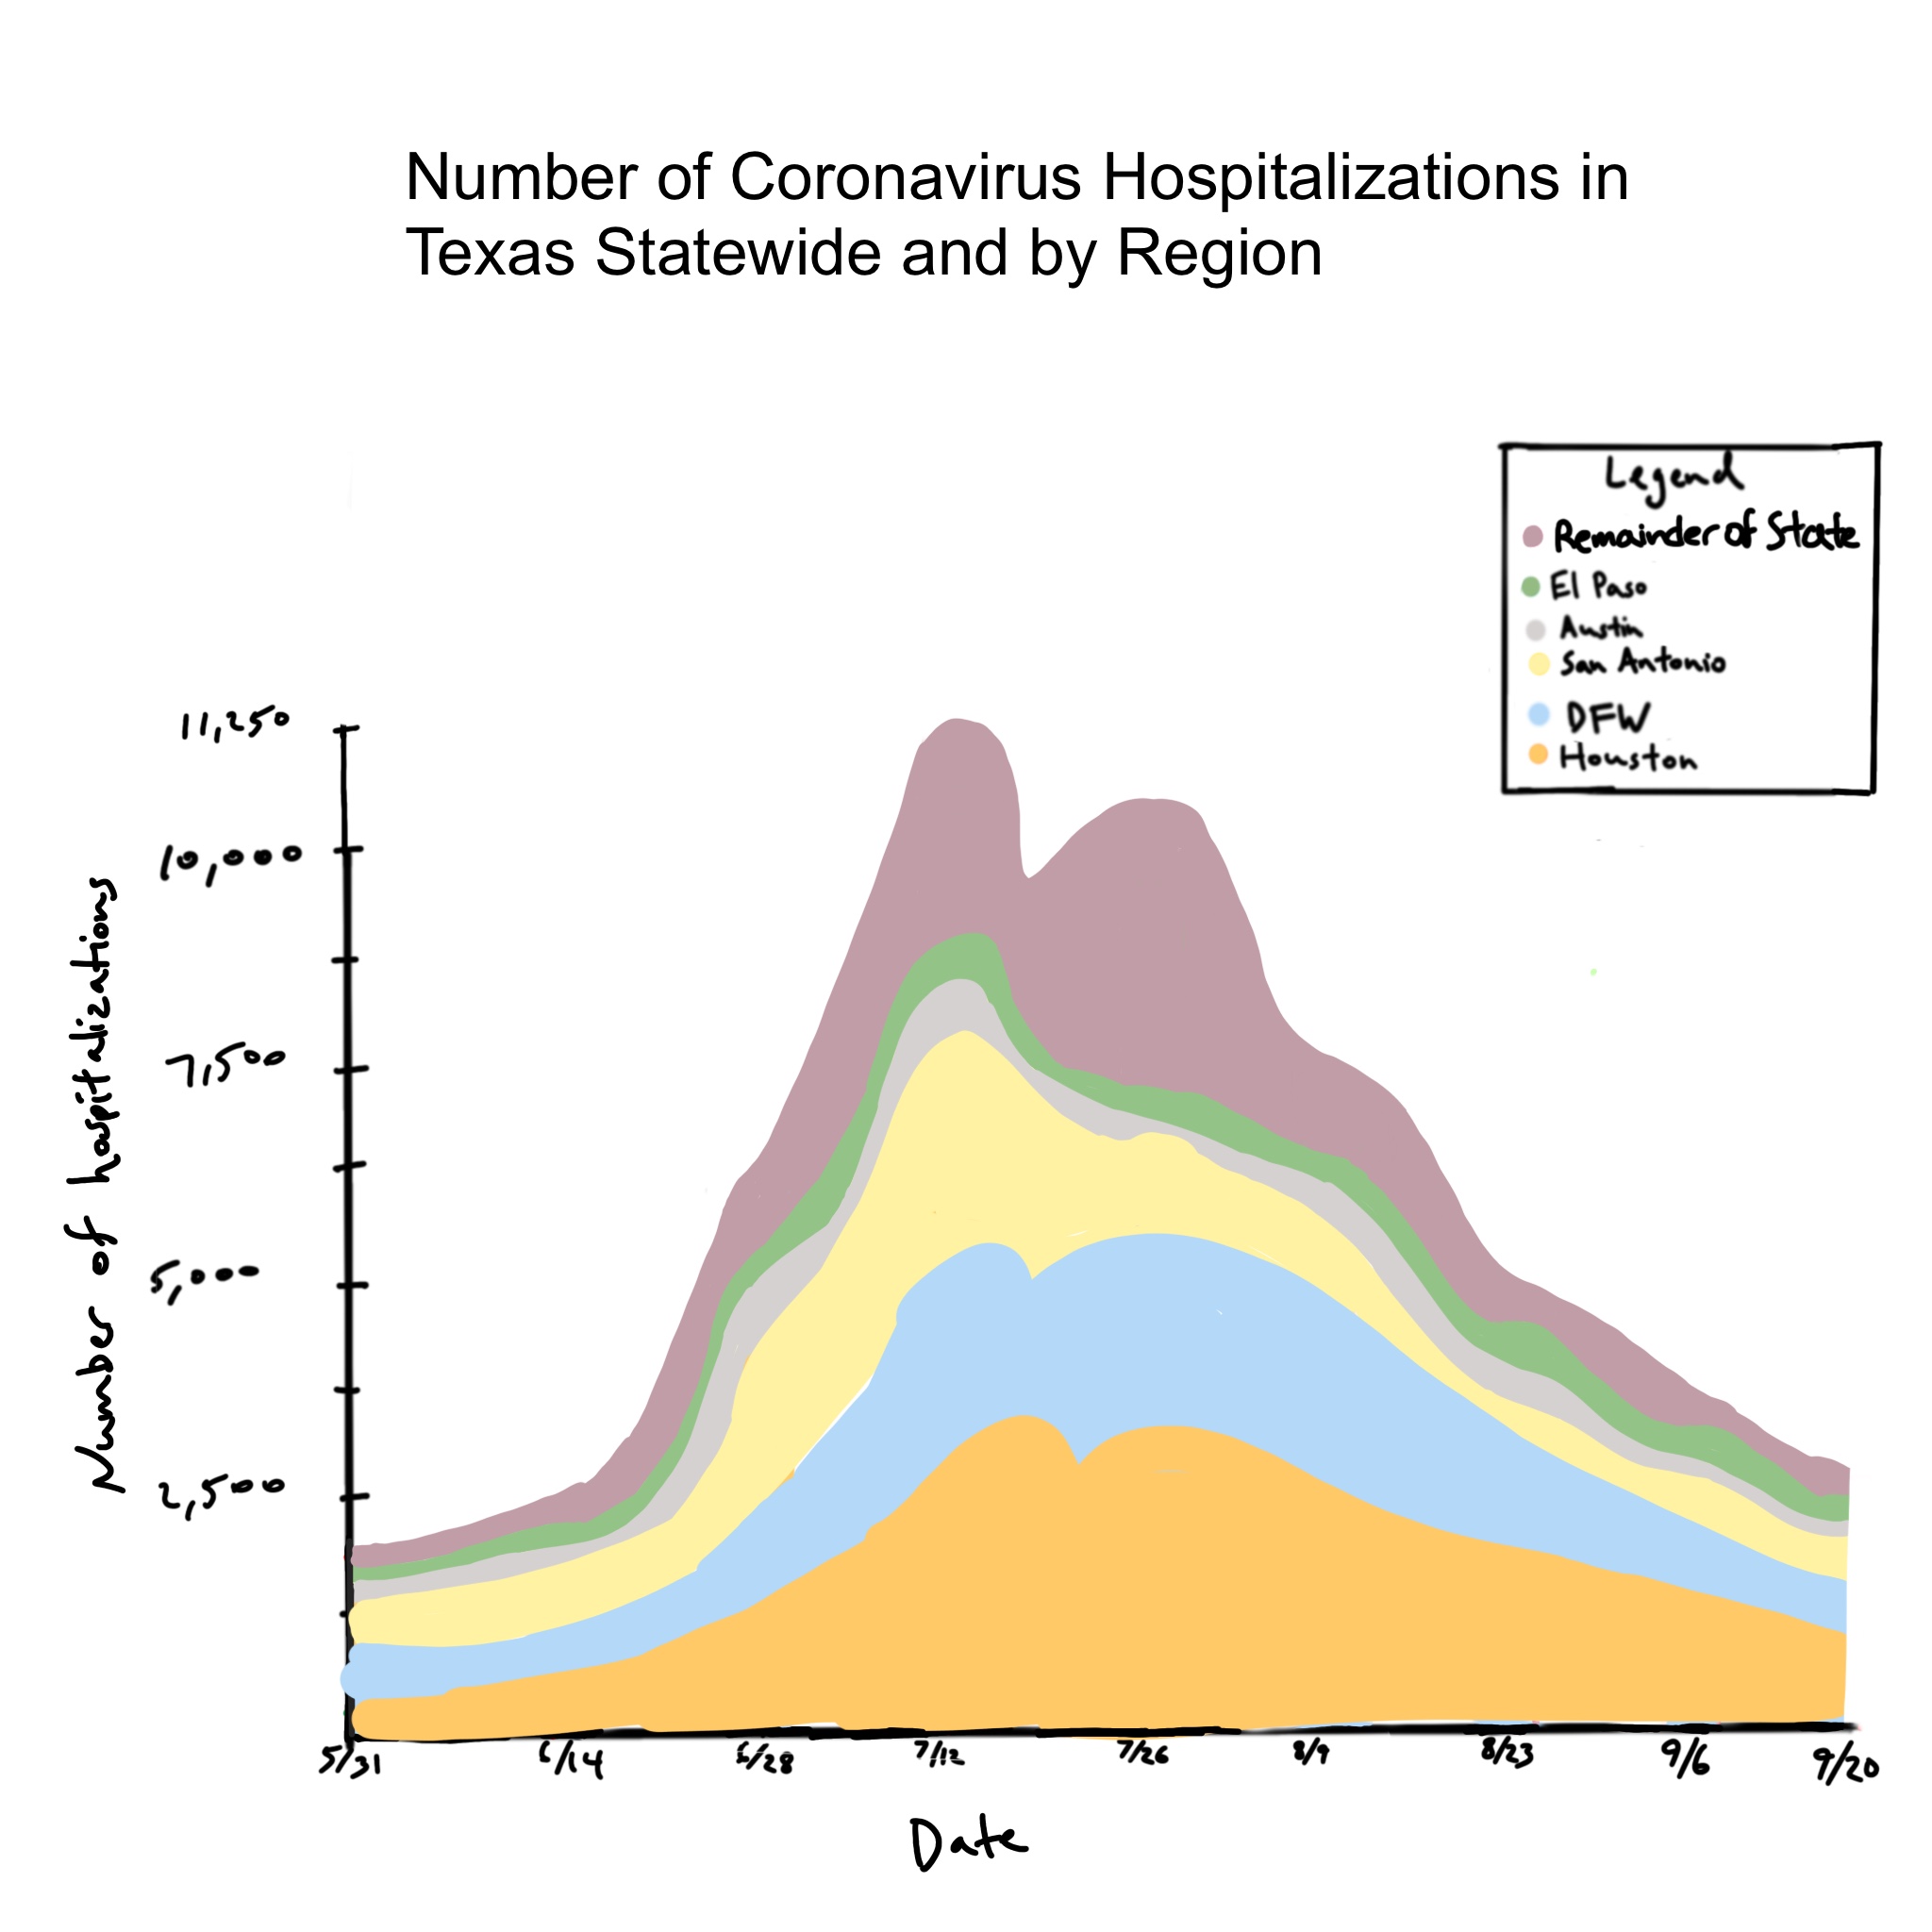 Number of Coronavirus Hospitalizations in
Texas Statewide and by Region
Legend
Remainder of State
El Paso
Austin
San Antonio
DFW
Houston
11,250
10,000
7,500
5,000
2,500
Number of hospitalizations
5/31 6/14 6/28 7/12 7/26 8/9 8/23 9/6 9/20
Date